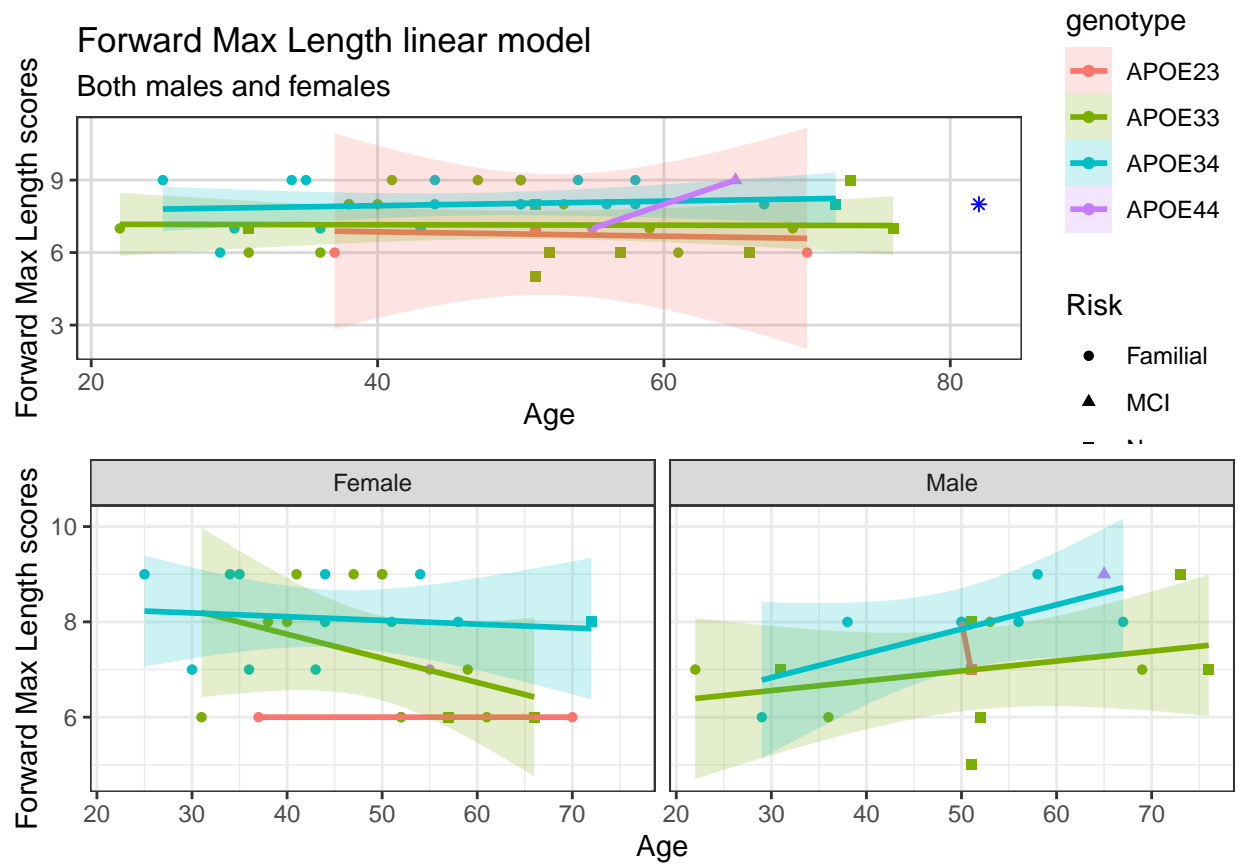 Forward Max Length linear model
Both males and females
Forward Max Length scores
9
6
3
20 40 60 80
Age
genotype
APOE23
APOE33
APOE34
APOE44
Risk
Familial
MCI
Female Male
Forward Max Length scores
10
8
6
20 30 40 50 60 70 20 30 40 50 60 70
Age